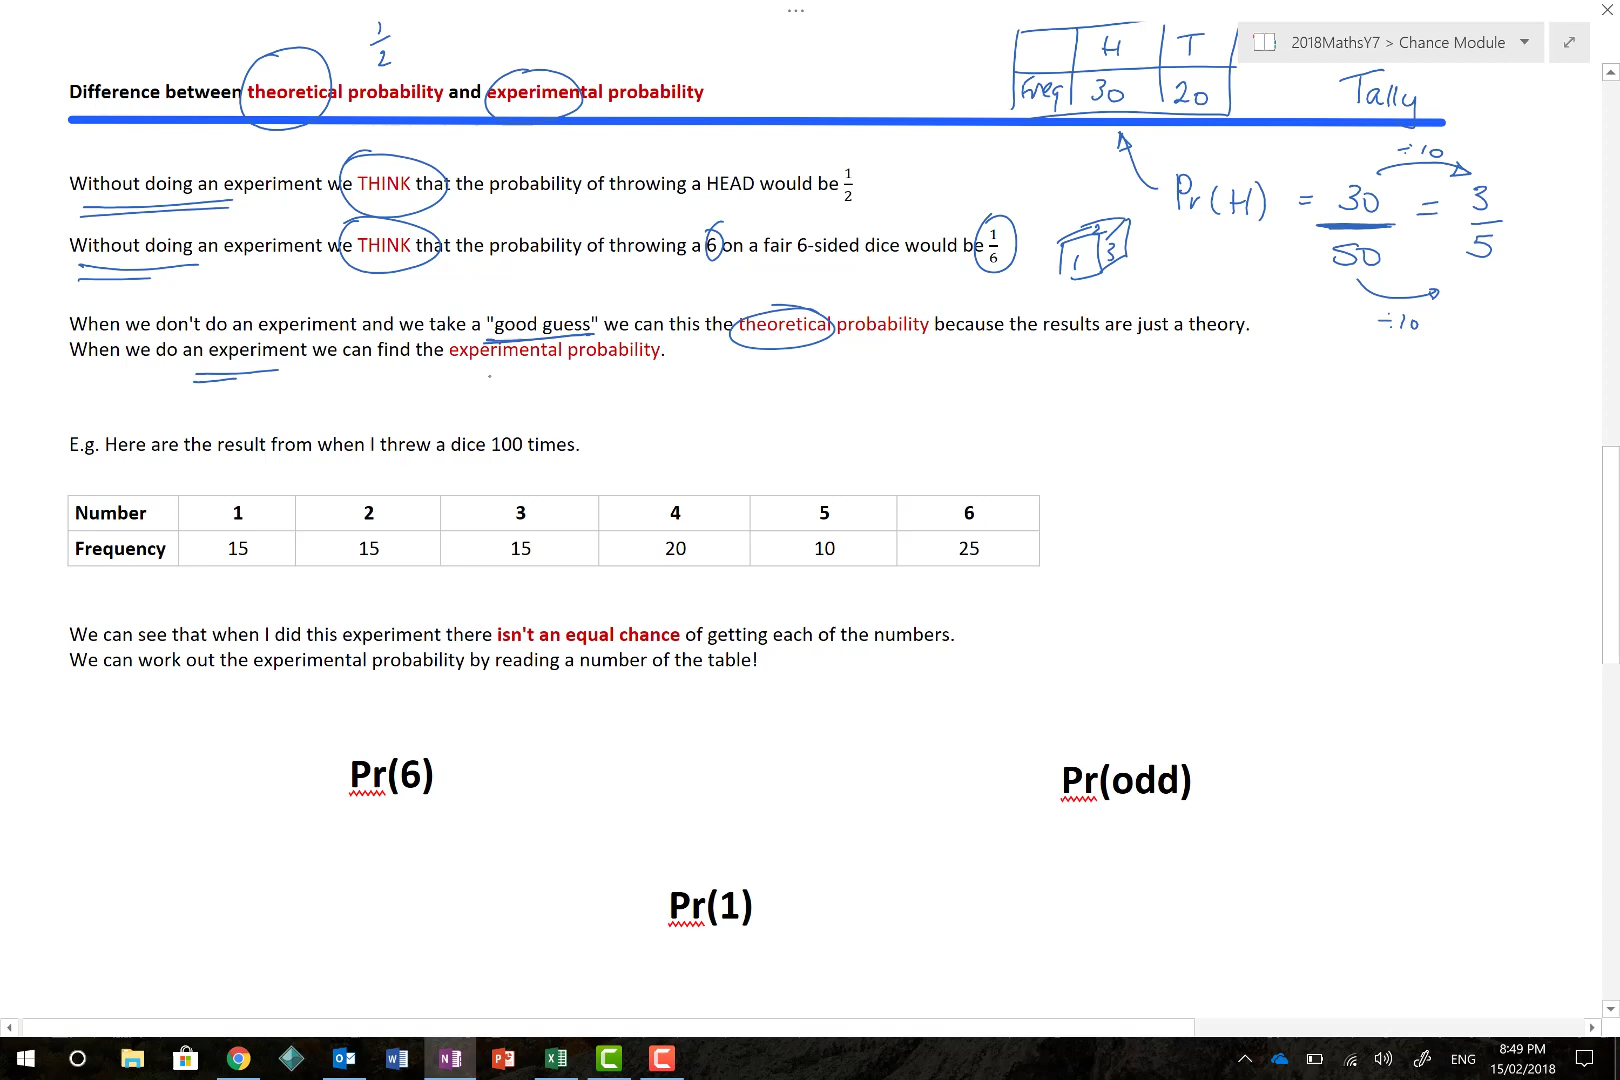 ...
1/2
H T
2018MathsY7 > Chance Module
Difference between theoretical probability and experimental probability
Freq 30 20
Tally
÷10
Without doing an experiment we THINK that the probability of throwing a HEAD would be 1/2
Pr(H) = 30/50 = 3/5
Without doing an experiment we THINK that the probability of throwing a 6 on a fair 6-sided dice would be 1/6
1 2 3
÷10
When we don't do an experiment and we take a "good guess" we can this the theoretical probability because the results are just a theory.
When we do an experiment we can find the experimental probability.
E.g. Here are the result from when I threw a dice 100 times.
Number 1 2 3 4 5 6
Frequency 15 15 15 20 10 25
We can see that when I did this experiment there isn't an equal chance of getting each of the numbers.
We can work out the experimental probability by reading a number of the table!
Pr(6)
Pr(odd)
Pr(1)
ENG
8:49 PM
15/02/2018